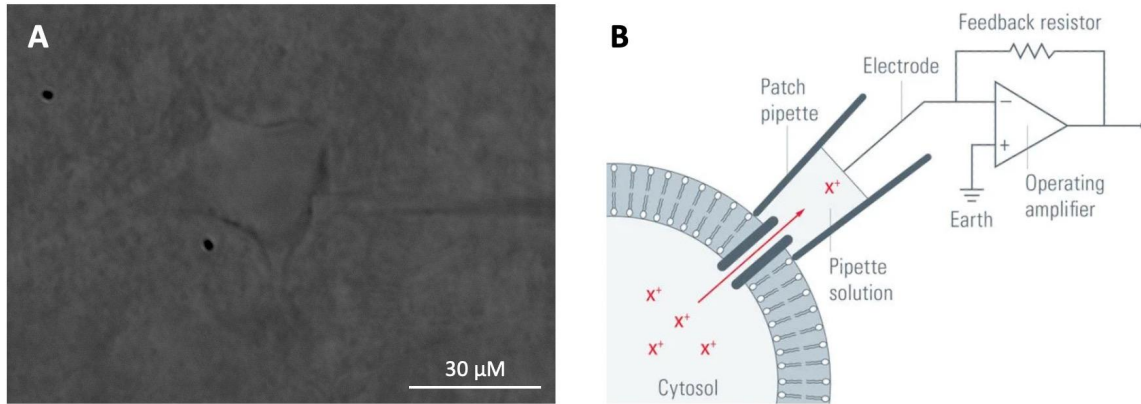 A
30 µM
B
Feedback resistor
Electrode
Patch
pipette
−
+
Operating
amplifier
Earth
X⁺
Pipette
solution
X⁺
X⁺
X⁺
X⁺
Cytosol